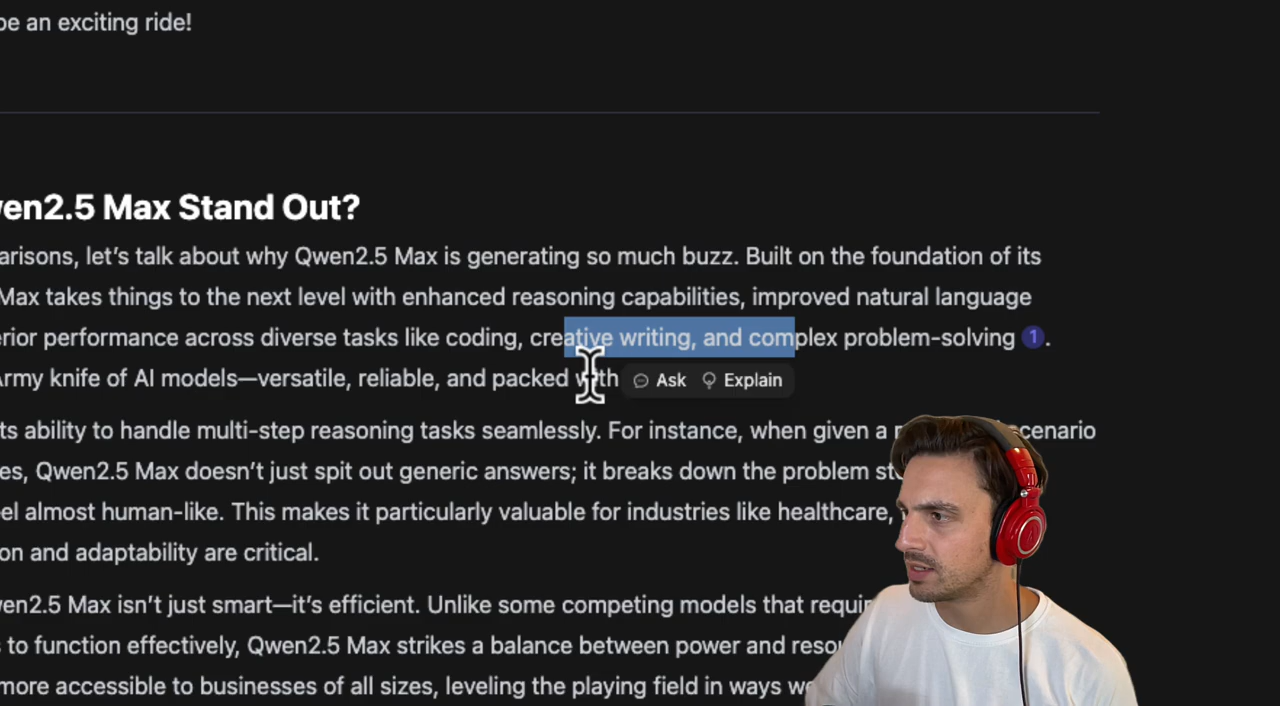 be an exciting ride!
wen2.5 Max Stand Out?
arisons, let's talk about why Qwen2.5 Max is generating so much buzz. Built on the foundation of its
Max takes things to the next level with enhanced reasoning capabilities, improved natural language
erior performance across diverse tasks like coding, creative writing, and complex problem-solving 1.
Army knife of AI models—versatile, reliable, and packed with
Ask Explain
ts ability to handle multi-step reasoning tasks seamlessly. For instance, when given a scenario
es, Qwen2.5 Max doesn't just spit out generic answers; it breaks down the problem
el almost human-like. This makes it particularly valuable for industries like healthcare,
on and adaptability are critical.
wen2.5 Max isn't just smart—it's efficient. Unlike some competing models that
s to function effectively, Qwen2.5 Max strikes a balance between power and
more accessible to businesses of all sizes, leveling the playing field in ways